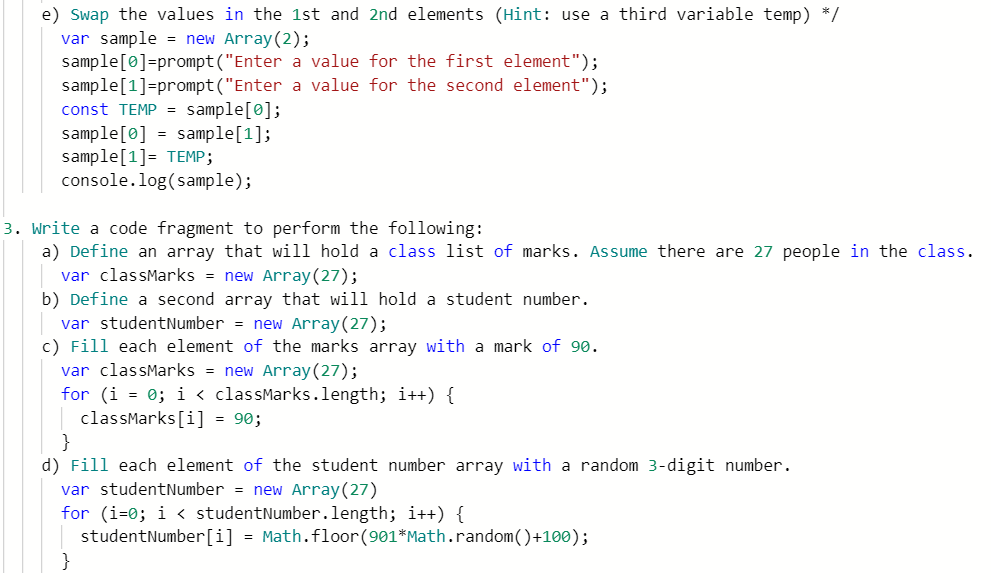 e) Swap the values in the 1st and 2nd elements (Hint: use a third variable temp) */
var sample = new Array(2);
sample[0]=prompt("Enter a value for the first element");
sample[1]=prompt("Enter a value for the second element");
const TEMP = sample[0];
sample[0] = sample[1];
sample[1]= TEMP;
console.log(sample);
3. Write a code fragment to perform the following:
a) Define an array that will hold a class list of marks. Assume there are 27 people in the class.
var classMarks = new Array(27);
b) Define a second array that will hold a student number.
var studentNumber = new Array(27);
c) Fill each element of the marks array with a mark of 90.
var classMarks = new Array(27);
for (i = 0; i < classMarks.length; i++) {
classMarks[i] = 90;
}
d) Fill each element of the student number array with a random 3-digit number.
var studentNumber = new Array(27)
for (i=0; i < studentNumber.length; i++) {
studentNumber[i] = Math.floor(901*Math.random()+100);
}